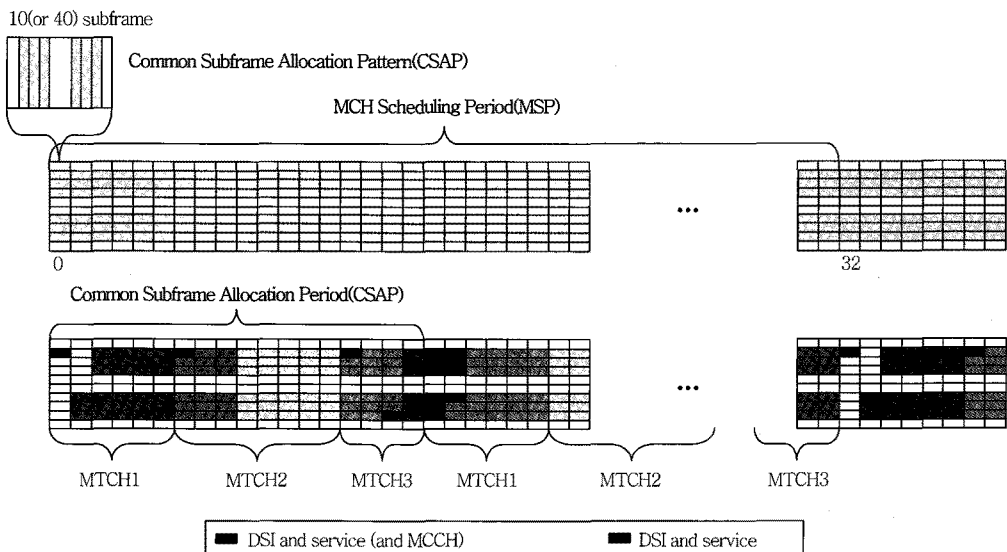 10(or 40) subframe
Common Subframe Allocation Pattern(CSAP)
MCH Scheduling Period(MSP)
...
0
32
Common Subframe Allocation Period(CSAP)
...
MTCH1
MTCH2
MTCH3
MTCH1
MTCH2
MTCH3
DSI and service (and MCCH)
DSI and service